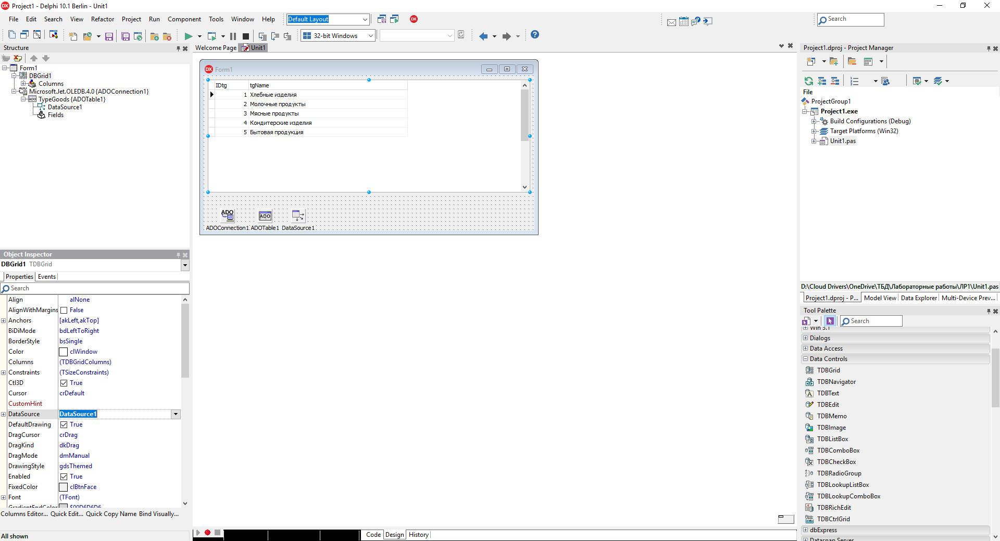 Project1 - Delphi 10.1 Berlin - Unit1
File Edit Search View Refactor Project Run Component Tools Window Help Default Layout
Search
32-bit Windows
Structure
Form1
DBGrid1
Columns
MicrosoftJet.OLEDB.4.0 {ADOConnection1}
TypeGoods {ADOTable1}
DataSource1
Fields
Object Inspector
DBGrid1 TDBGrid
Properties Events
Search
Align alNone
AlignWithMargins False
Anchors [akLeft,akTop]
BiDiMode bdLeftToRight
BorderStyle bsSingle
Color clWindow
Columns (TDBGridColumns)
Constraints (TSizeConstraints)
Ctl3D True
Cursor crDefault
CustomHint
DataSource DataSource1
DefaultDrawing True
DragCursor crDrag
DragKind dkDrag
DragMode dmManual
DrawingStyle gdsThemed
Enabled True
FixedColor clBtnFace
Font (TFont)
GradientEndColor $00D6D6D6
Columns Editor... Quick Edit... Quick Copy Name Bind Visually...
All shown
Welcome Page Unit1
Form1
IDtg tgName
1 Хлебные изделия
2 Молочные продукты
3 Мясные продукты
4 Кондитерские изделия
5 Бытовая продукция
ADO ADO
ADOConnection1 ADOTable1 DataSource1
Code Design History
Project1.dproj - Project Manager
File
ProjectGroup1
Project1.exe
Build Configurations (Debug)
Target Platforms (Win32)
Unit1.pas
D:\Cloud Drivers\OneDrive\ТБД\Лабораторные работы\ЛР1\Unit1.pas
Project1.dproj - P... Model View Data Explorer Multi-Device Prev...
Tool Palette
Search
Win 3.1
Dialogs
Data Access
Data Controls
TDBGrid
TDBNavigator
TDBText
TDBEdit
TDBMemo
TDBImage
TDBListBox
TDBComboBox
TDBCheckBox
TDBRadioGroup
TDBLookupListBox
TDBLookupComboBox
TDBRichEdit
TDBCtrlGrid
dbExpress
Datasnap Server